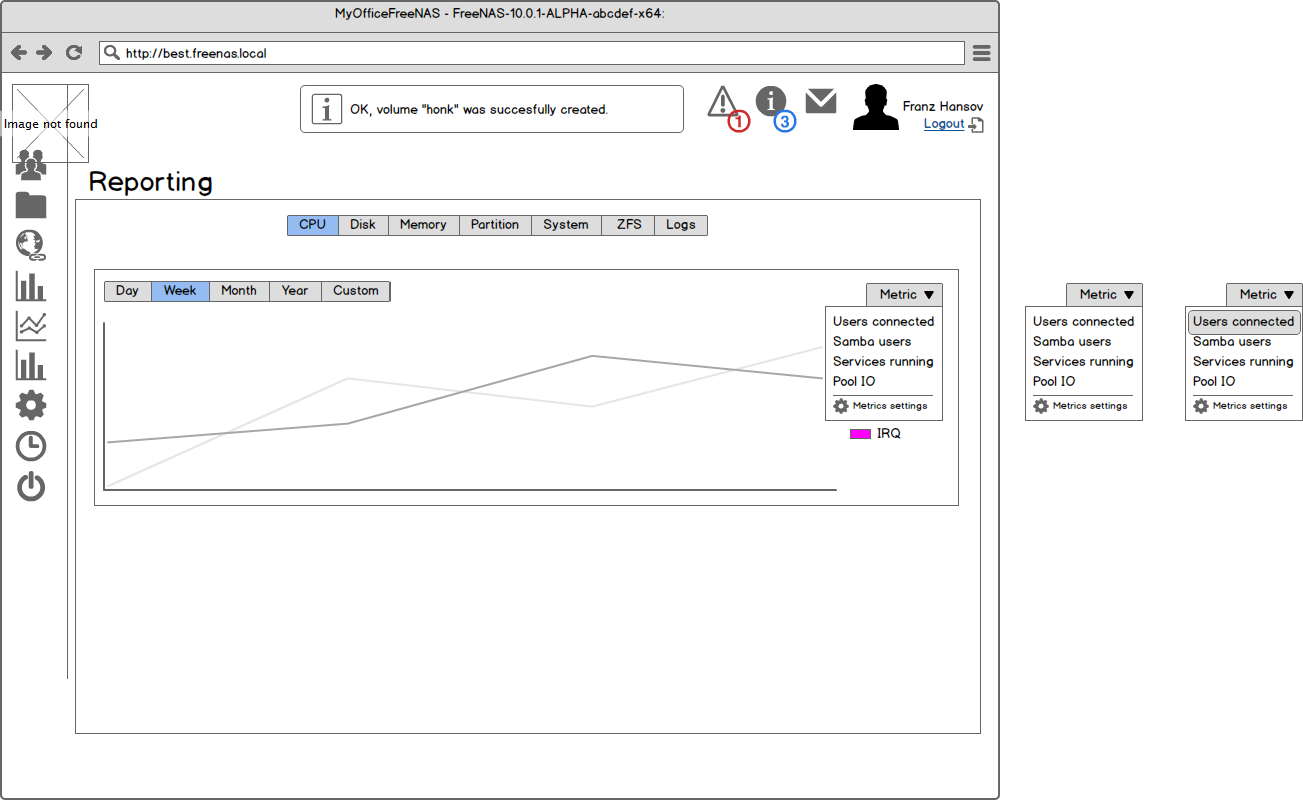 MyOfficeFreeNAS - FreeNAS-10.0.1-ALPHA-abcdef-x64:
http://best.freenas.local
Image not found
OK, volume "honk" was succesfully created.
1
3
Franz Hansov
Logout
Reporting
CPU Disk Memory Partition System ZFS Logs
Day Week Month Year Custom
Metric ▼
Users connected
Samba users
Services running
Pool IO
Metrics settings
IRQ
Metric ▼
Users connected
Samba users
Services running
Pool IO
Metrics settings
Metric ▼
Users connected
Samba users
Services running
Pool IO
Metrics settings